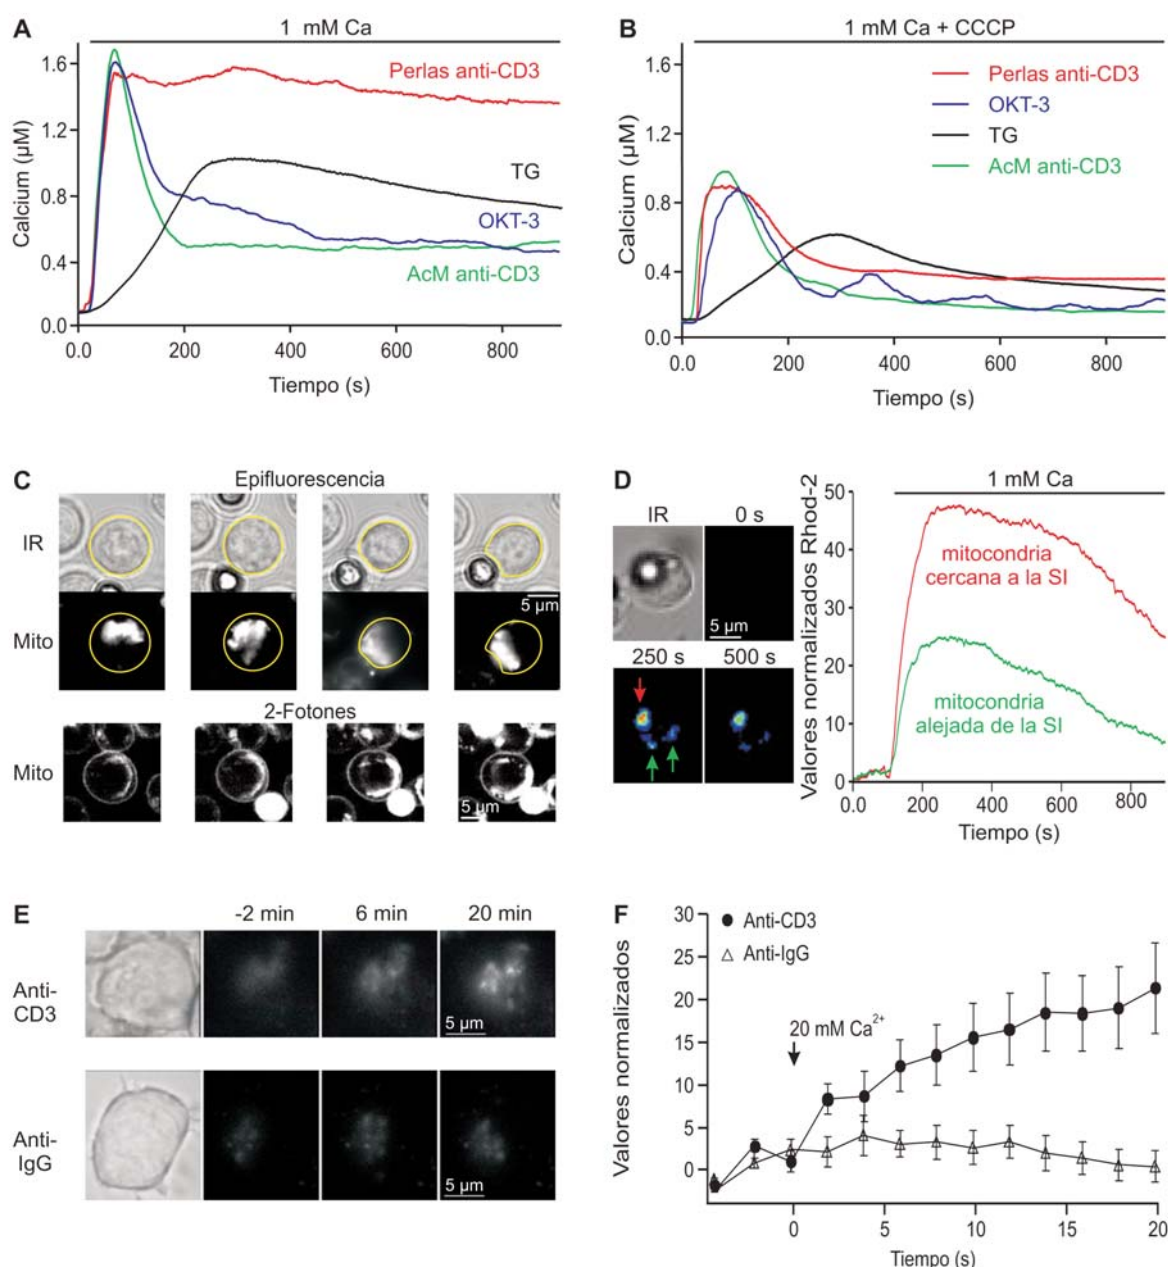 A
1 mM Ca
Calcium (µM)
1.6
1.2
0.8
0.4
0.0
Perlas anti-CD3
TG
OKT-3
AcM anti-CD3
0.0 200 400 600 800
Tiempo (s)
B
1 mM Ca + CCCP
Calcium (µM)
1.6
1.2
0.8
0.4
0.0
Perlas anti-CD3
OKT-3
TG
AcM anti-CD3
0.0 200 400 600 800
Tiempo (s)
C
Epifluorescencia
IR
5 µm
Mito
2-Fotones
Mito
5 µm
D
IR 0 s
5 µm
250 s 500 s
Valores normalizados Rhod-2
1 mM Ca
50
40
30
20
10
0
mitocondria
cercana a la SI
mitocondria
alejada de la SI
0.0 200 400 600 800
Tiempo (s)
E
-2 min 6 min 20 min
Anti-
CD3
5 µm
Anti-
IgG
5 µm
F
Valores normalizados
30
25
20
15
10
5
0
Anti-CD3
Anti-IgG
20 mM Ca²⁺
0 5 10 15 20
Tiempo (s)